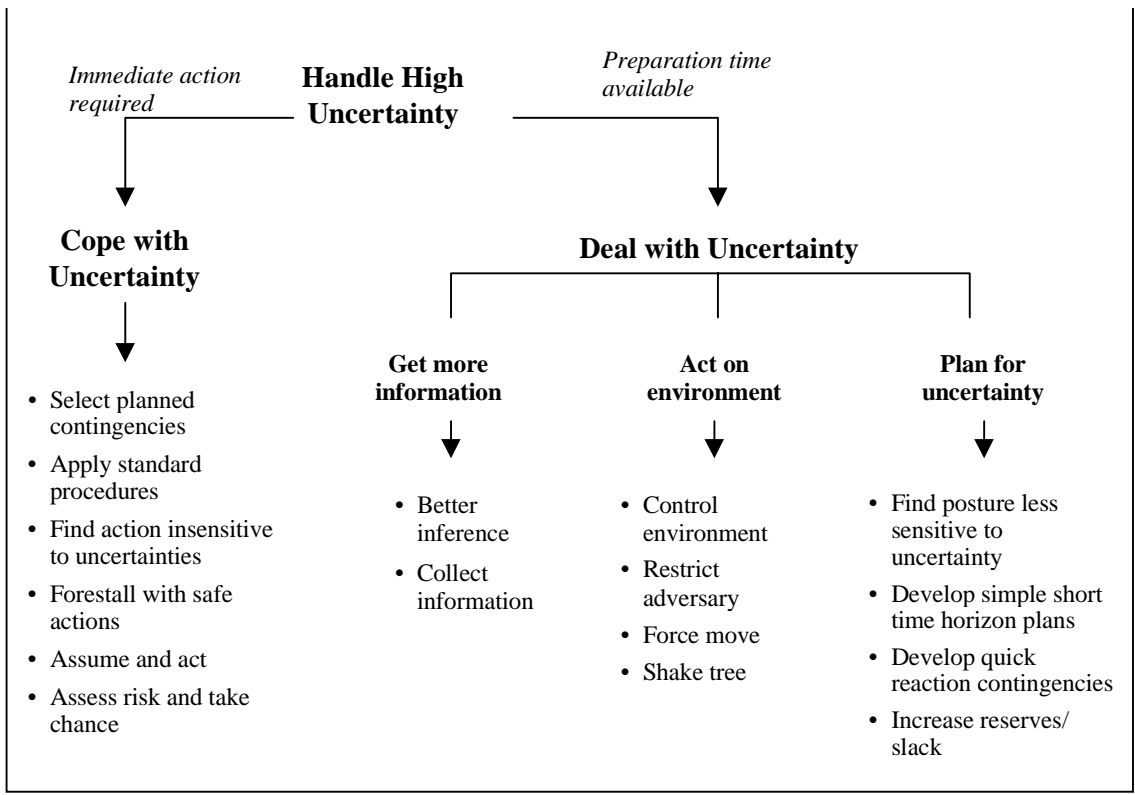 Immediate action
required
Handle High
Uncertainty
Preparation time
available
Cope with
Uncertainty
• Select planned
contingencies
• Apply standard
procedures
• Find action insensitive
to uncertainties
• Forestall with safe
actions
• Assume and act
• Assess risk and take
chance
Deal with Uncertainty
Get more
information
• Better
inference
• Collect
information
Act on
environment
• Control
environment
• Restrict
adversary
• Force move
• Shake tree
Plan for
uncertainty
• Find posture less
sensitive to
uncertainty
• Develop simple short
time horizon plans
• Develop quick
reaction contingencies
• Increase reserves/
slack